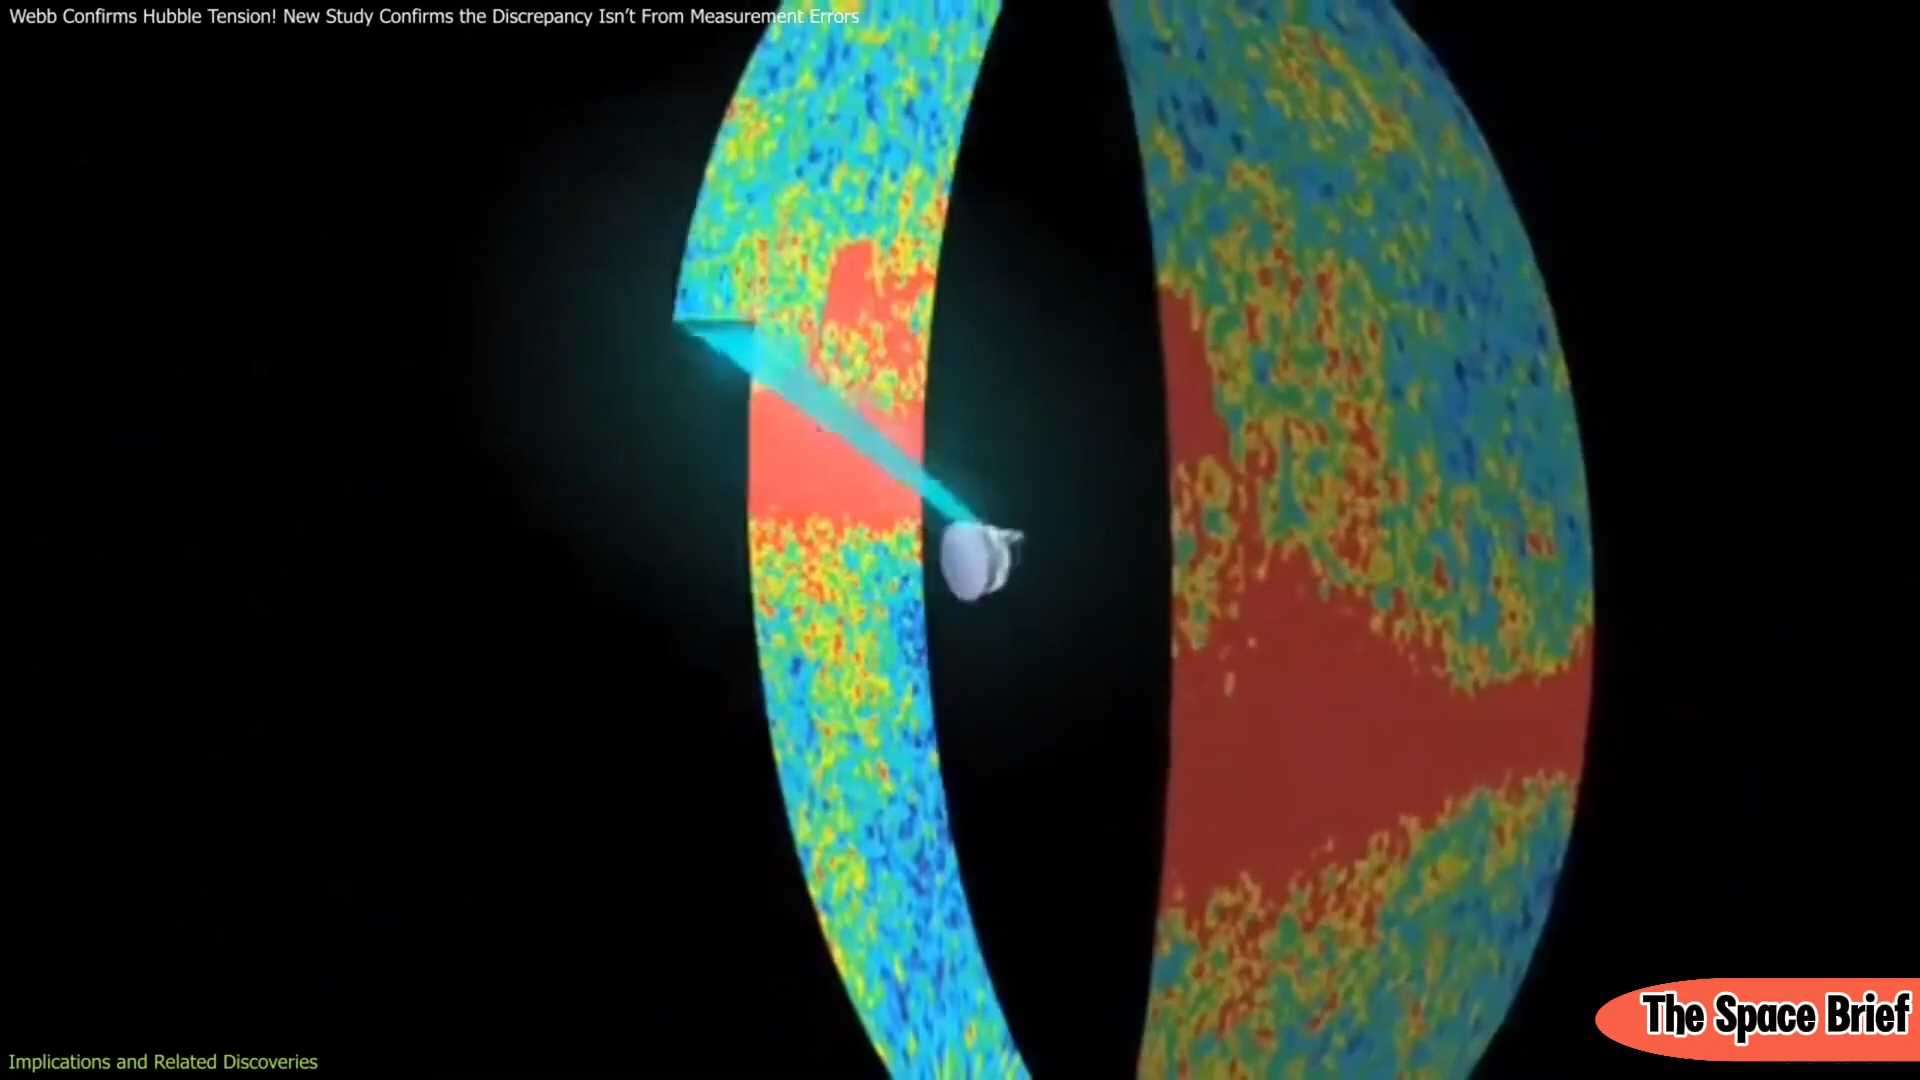 Webb Confirms Hubble Tension! New Study Confirms the Discrepancy Isn’t From Measurement Errors
The Space Brief
Implications and Related Discoveries